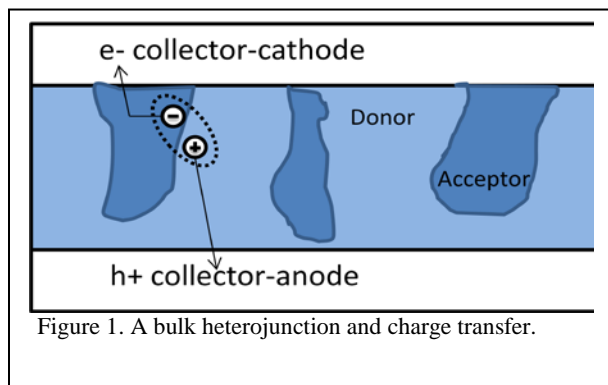 e- collector-cathode
−
+
Donor
Acceptor
h+ collector-anode
Figure 1. A bulk heterojunction and charge transfer.